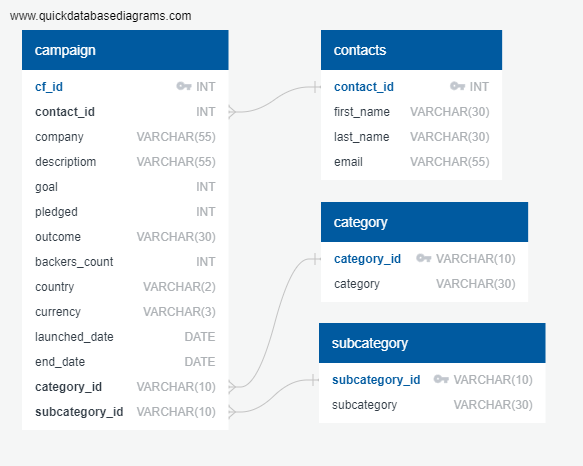 www.quickdatabasediagrams.com
campaign
cf_id INT
contact_id INT
company VARCHAR(55)
descriptiom VARCHAR(55)
goal INT
pledged INT
outcome VARCHAR(30)
backers_count INT
country VARCHAR(2)
currency VARCHAR(3)
launched_date DATE
end_date DATE
category_id VARCHAR(10)
subcategory_id VARCHAR(10)
contacts
contact_id INT
first_name VARCHAR(30)
last_name VARCHAR(30)
email VARCHAR(55)
category
category_id VARCHAR(10)
category VARCHAR(30)
subcategory
subcategory_id VARCHAR(10)
subcategory VARCHAR(30)